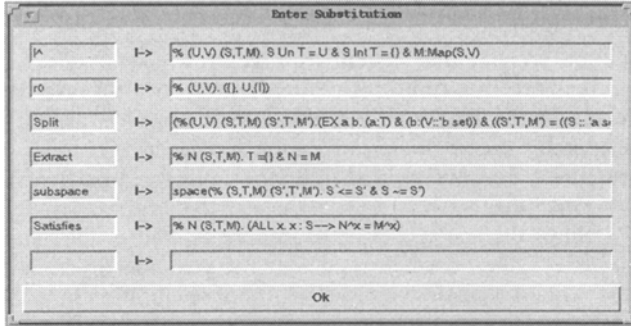 Enter Substitution
I^ I-> % (U,V) (S,T,M). S Un T = U & S Int T = {} & M:Map(S,V)
r0 I-> % (U,V). ({}, U,{|})
Split I-> (%(U,V) (S,T,M) (S',T',M').(EX a b. (a:T) & (b:(V::'b set)) & ((S',T',M') = ((S :: 'a s
Extract I-> % N (S,T,M). T ={} & N = M
subspace I-> space(% (S,T,M) (S',T',M'). S <= S' & S ~= S')
Satisfies I-> % N (S,T,M). (ALL x. x : S --> N^x = M^x)
I->
Ok